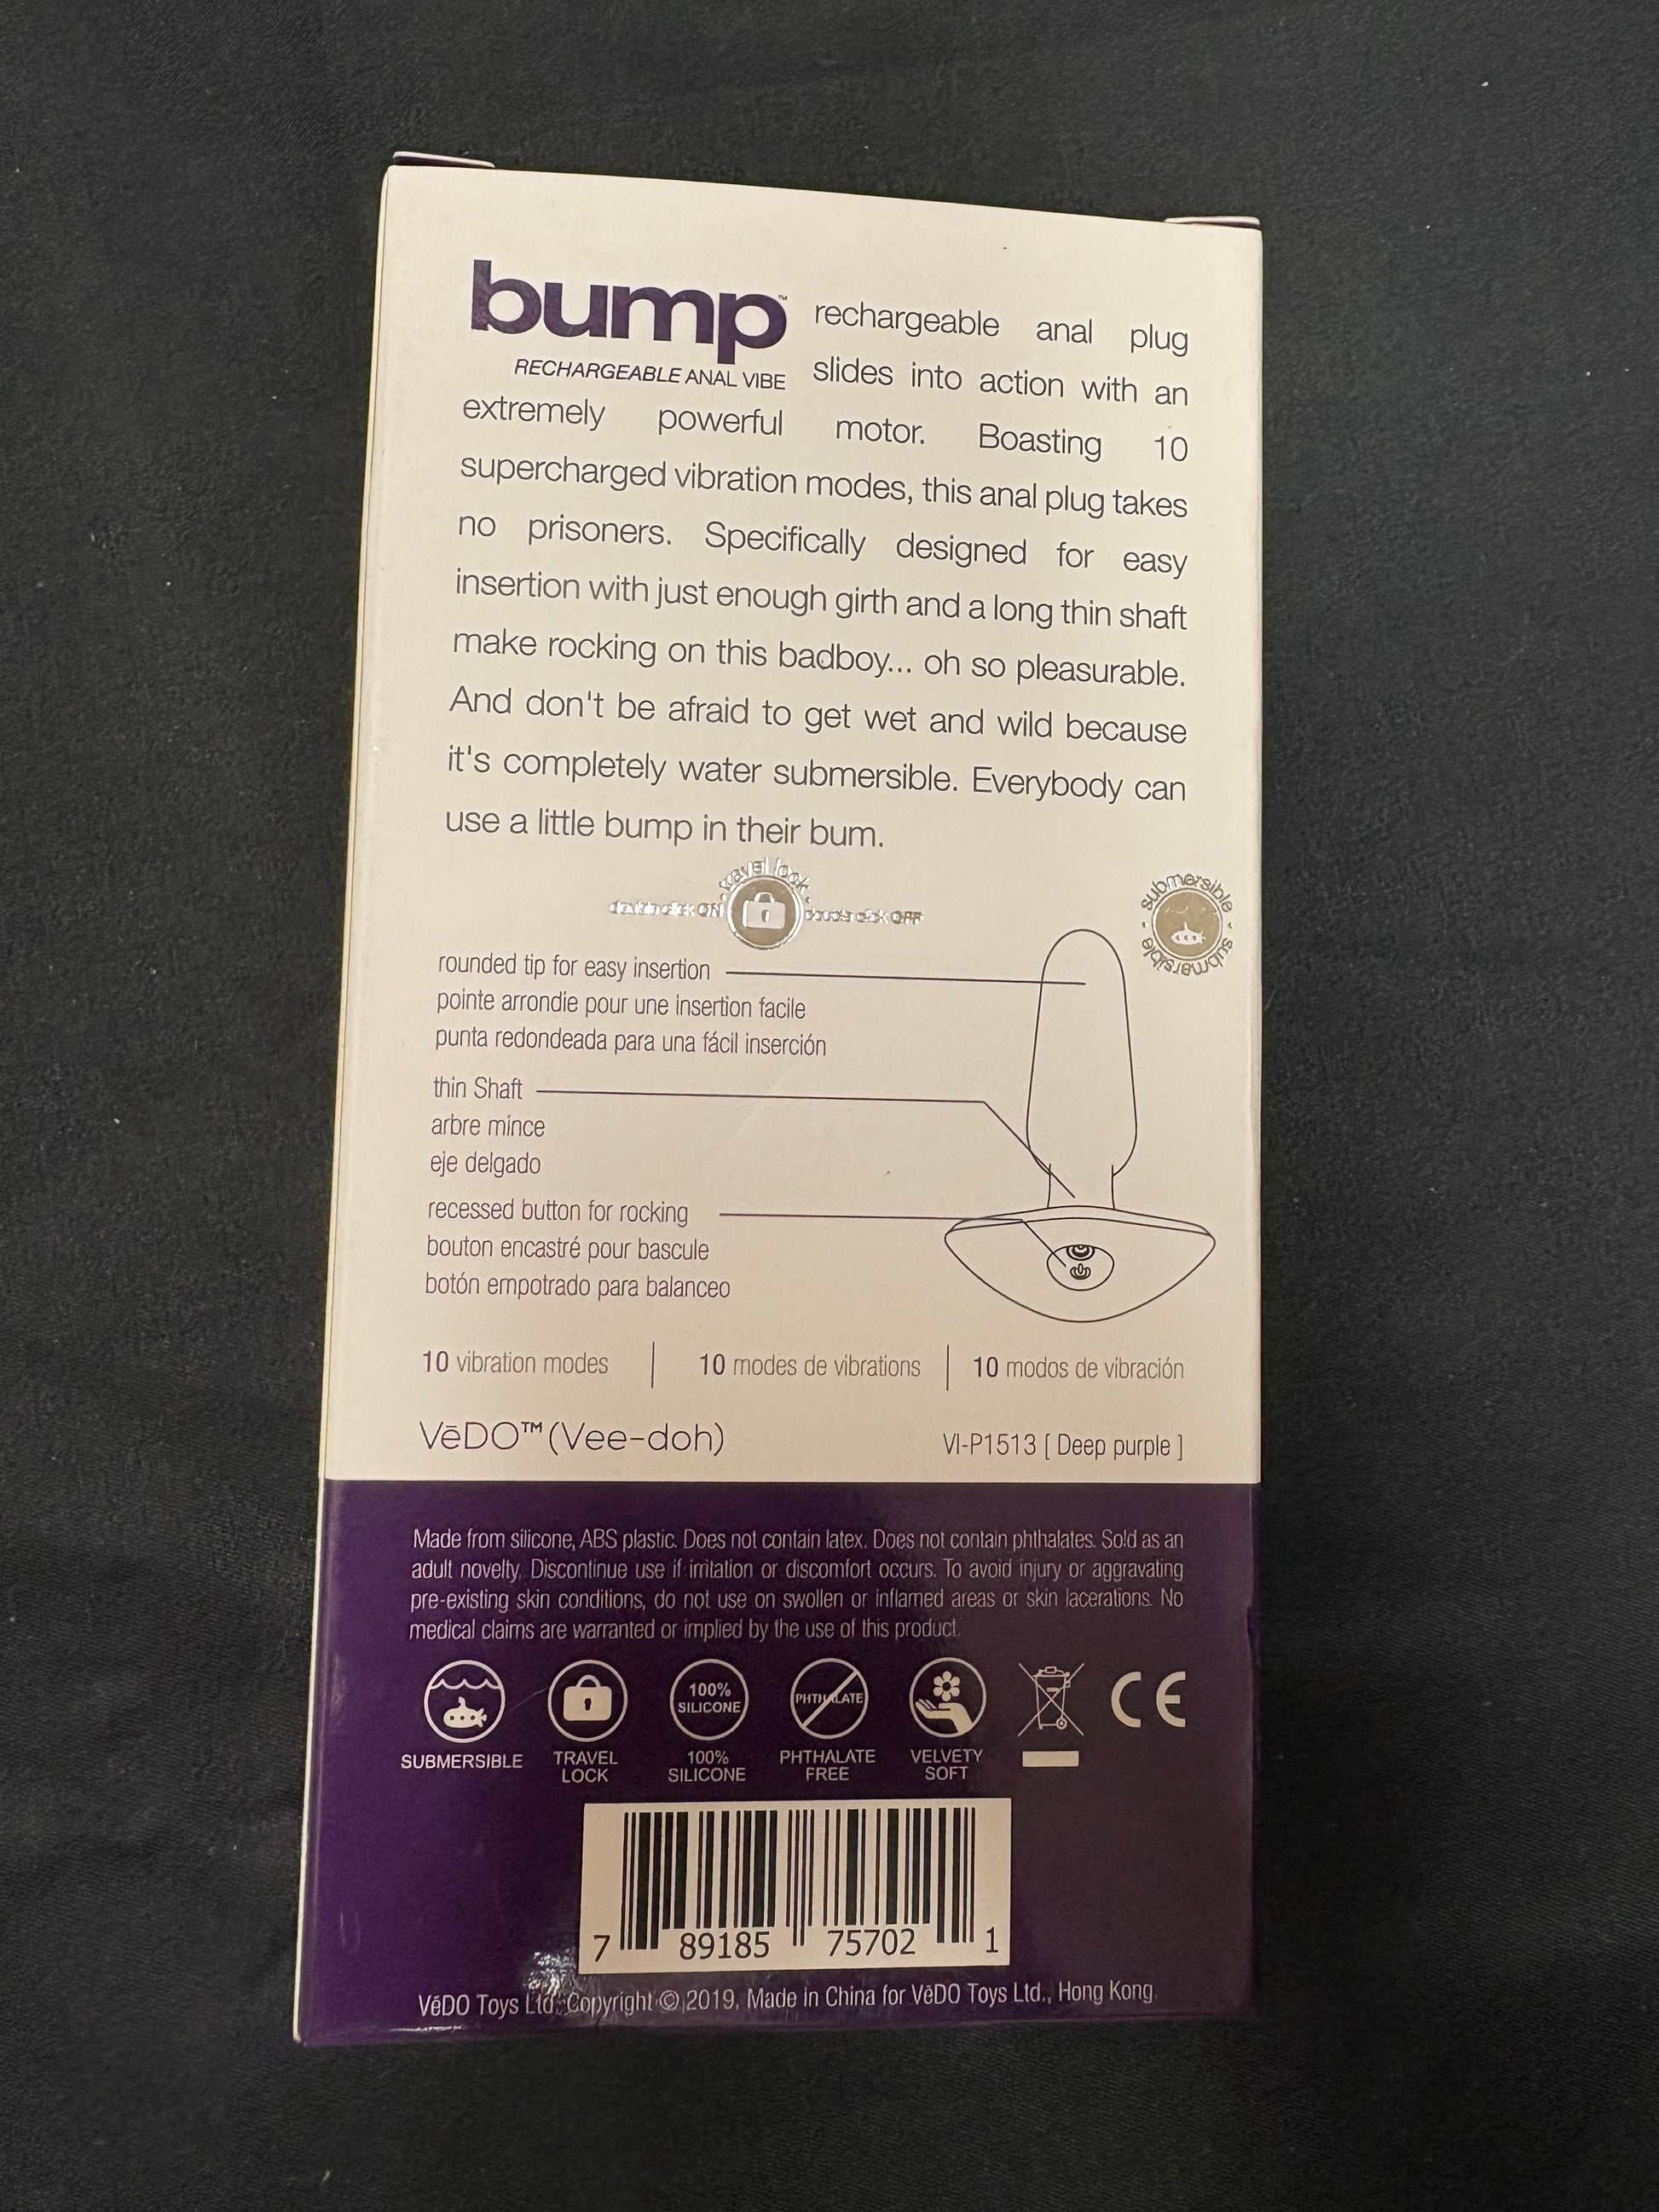 bump™
RECHARGEABLE ANAL VIBE
rechargeable anal plug
slides into action with an
extremely powerful motor. Boasting 10
supercharged vibration modes, this anal plug takes
no prisoners. Specifically designed for easy
insertion with just enough girth and a long thin shaft
make rocking on this badboy... oh so pleasurable.
And don't be afraid to get wet and wild because
it's completely water submersible. Everybody can
use a little bump in their bum.
travel lock
double click ON
double click OFF
submersible
submersible
rounded tip for easy insertion
pointe arrondie pour une insertion facile
punta redondeada para una fácil inserción
thin Shaft
arbre mince
eje delgado
recessed button for rocking
bouton encastré pour bascule
botón empotrado para balanceo
10 vibration modes | 10 modes de vibrations | 10 modos de vibración
VēDO™ (Vee-doh)
VI-P1513 [ Deep purple ]
Made from silicone, ABS plastic. Does not contain latex. Does not contain phthalates. Sold as an
adult novelty. Discontinue use if irritation or discomfort occurs. To avoid injury or aggravating
pre-existing skin conditions, do not use on swollen or inflamed areas or skin lacerations. No
medical claims are warranted or implied by the use of this product.
100%
SILICONE
PHTHALATE
CE
SUBMERSIBLE
TRAVEL
LOCK
100%
SILICONE
PHTHALATE
FREE
VELVETY
SOFT
7 89185 75702 1
VēDO Toys Ltd. Copyright © 2019. Made in China for VēDO Toys Ltd., Hong Kong.